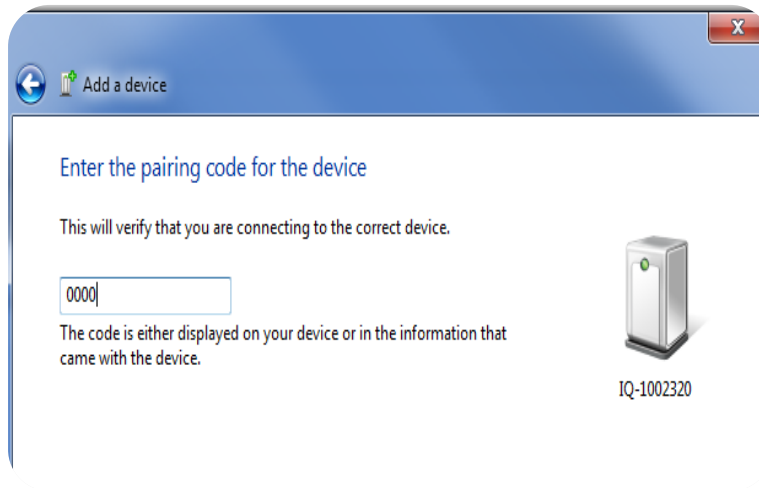 X
Add a device
Enter the pairing code for the device
This will verify that you are connecting to the correct device.
0000
The code is either displayed on your device or in the information that
came with the device.
IQ-1002320